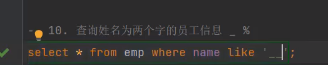 - 10. 查询姓名为两个字的员工信息 _ %
select * from emp where name like '__';